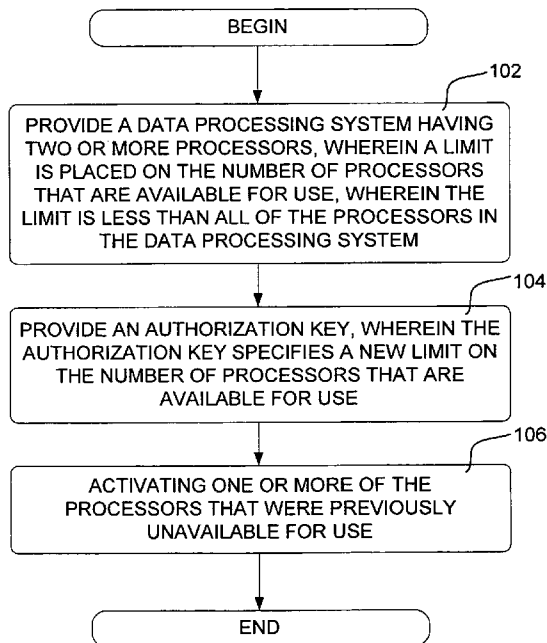 BEGIN
102
PROVIDE A DATA PROCESSING SYSTEM HAVING
TWO OR MORE PROCESSORS, WHEREIN A LIMIT
IS PLACED ON THE NUMBER OF PROCESSORS
THAT ARE AVAILABLE FOR USE, WHEREIN THE
LIMIT IS LESS THAN ALL OF THE PROCESSORS IN
THE DATA PROCESSING SYSTEM
104
PROVIDE AN AUTHORIZATION KEY, WHEREIN THE
AUTHORIZATION KEY SPECIFIES A NEW LIMIT ON
THE NUMBER OF PROCESSORS THAT ARE
AVAILABLE FOR USE
106
ACTIVATING ONE OR MORE OF THE
PROCESSORS THAT WERE PREVIOUSLY
UNAVAILABLE FOR USE
END